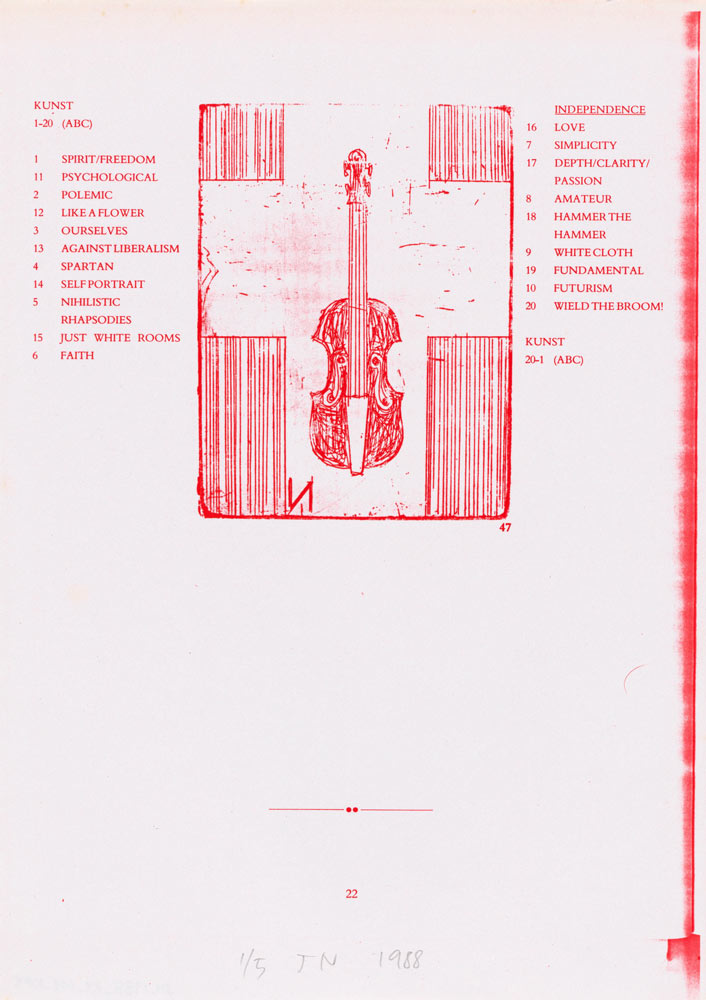 KUNST
1-20 (ABC)
1 SPIRIT/FREEDOM
11 PSYCHOLOGICAL
2 POLEMIC
12 LIKE A FLOWER
3 OURSELVES
13 AGAINST LIBERALISM
4 SPARTAN
14 SELF PORTRAIT
5 NIHILISTIC
RHAPSODIES
15 JUST WHITE ROOMS
6 FAITH
INDEPENDENCE
16 LOVE
7 SIMPLICITY
17 DEPTH/CLARITY/
PASSION
8 AMATEUR
18 HAMMER THE
HAMMER
9 WHITE CLOTH
19 FUNDAMENTAL
10 FUTURISM
20 WIELD THE BROOM!
KUNST
20-1 (ABC)
47
22
1/5 JN 1988